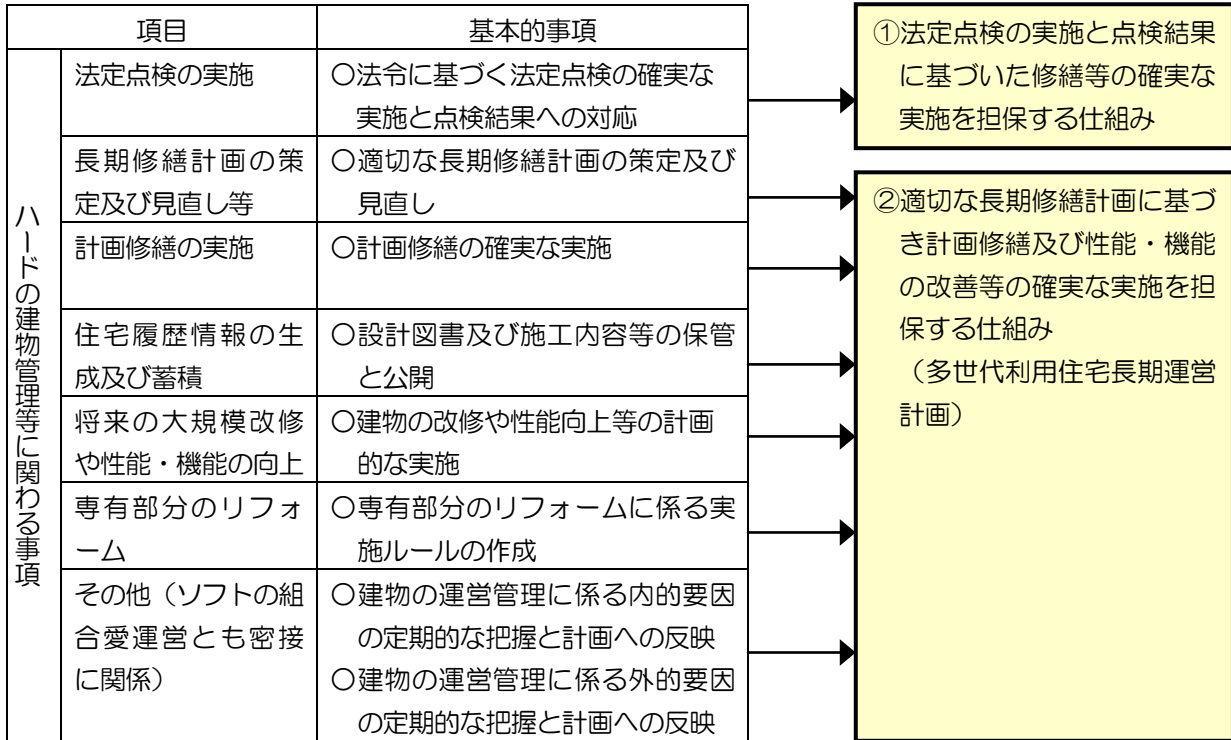 項目
基本的事項
ハードの建物管理等に関わる事項
法定点検の実施
〇法令に基づく法定点検の確実な
実施と点検結果への対応
長期修繕計画の策
定及び見直し等
〇適切な長期修繕計画の策定及び
見直し
計画修繕の実施
〇計画修繕の確実な実施
住宅履歴情報の生
成及び蓄積
〇設計図書及び施工内容等の保管
と公開
将来の大規模改修
や性能・機能の向上
〇建物の改修や性能向上等の計画
的な実施
専有部分のリフォ
ーム
〇専有部分のリフォームに係る実
施ルールの作成
その他（ソフトの組
合愛運営とも密接
に関係）
〇建物の運営管理に係る内的要因
の定期的な把握と計画への反映
〇建物の運営管理に係る外的要因
の定期的な把握と計画への反映
①法定点検の実施と点検結果
に基づいた修繕等の確実な
実施を担保する仕組み
②適切な長期修繕計画に基づ
き計画修繕及び性能・機能
の改善等の確実な実施を担
保する仕組み
（多世代利用住宅長期運営
計画）